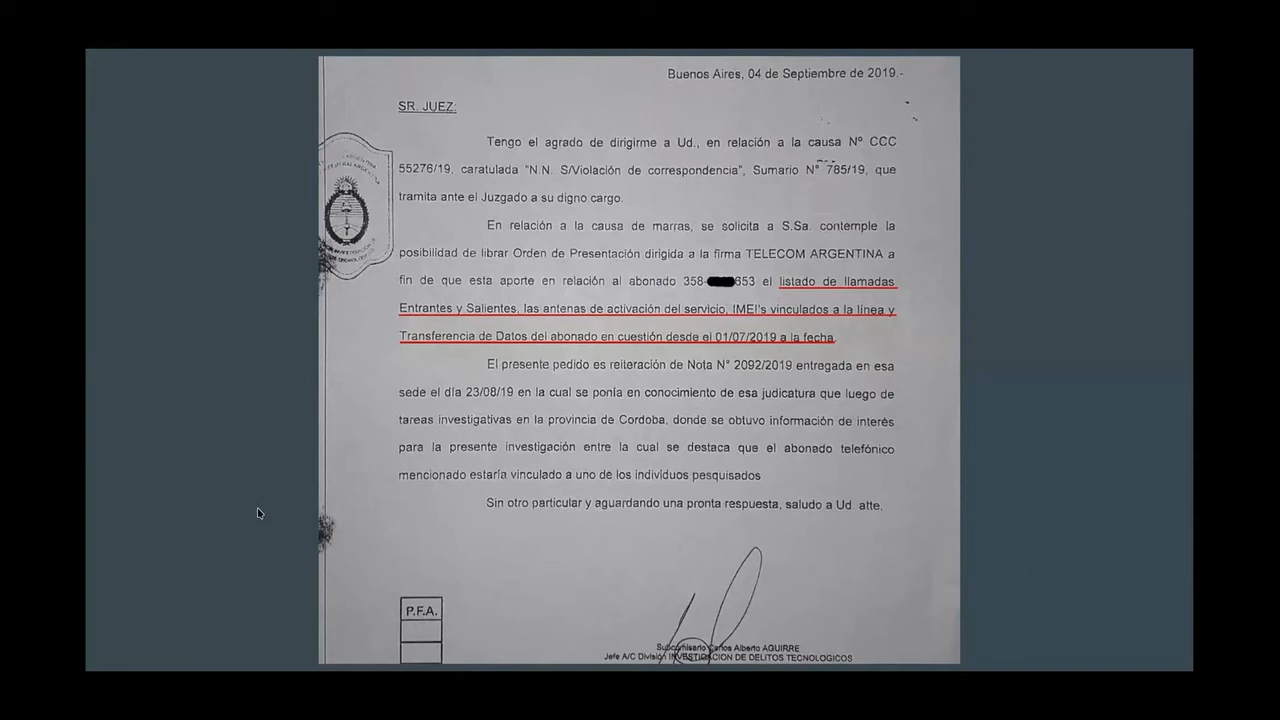 Buenos Aires, 04 de Septiembre de 2019.-
SR. JUEZ:
Tengo el agrado de dirigirme a Ud., en relación a la causa Nº CCC
55276/19, caratulada "N.N. S/Violación de correspondencia", Sumario N° 785/19, que
tramita ante el Juzgado a su digno cargo.
En relación a la causa de marras, se solicita a S.Sa. contemple la
posibilidad de librar Orden de Presentación dirigida a la firma TELECOM ARGENTINA a
fin de que esta aporte en relación al abonado 358- 653 el listado de llamadas
Entrantes y Salientes, las antenas de activación del servicio, IMEI's vinculados a la línea y
Transferencia de Datos del abonado en cuestión desde el 01/07/2019 a la fecha.
El presente pedido es reiteración de Nota N° 2092/2019 entregada en esa
sede el día 23/08/19 en la cual se ponía en conocimiento de esa judicatura que luego de
tareas investigativas en la provincia de Cordoba, donde se obtuvo información de interés
para la presente investigación entre la cual se destaca que el abonado telefónico
mencionado estaría vinculado a uno de los individuos pesquisados
Sin otro particular y aguardando una pronta respuesta, saludo a Ud atte.
P.F.A.
Subcomisario Carlos Alberto AGUIRRE
Jefe A/C División INVESTIGACION DE DELITOS TECNOLOGICOS